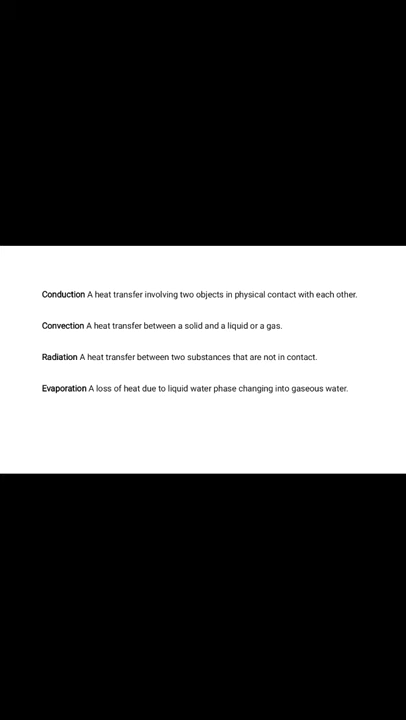 Conduction A heat transfer involving two objects in physical contact with each other.
Convection A heat transfer between a solid and a liquid or a gas.
Radiation A heat transfer between two substances that are not in contact.
Evaporation A loss of heat due to liquid water phase changing into gaseous water.